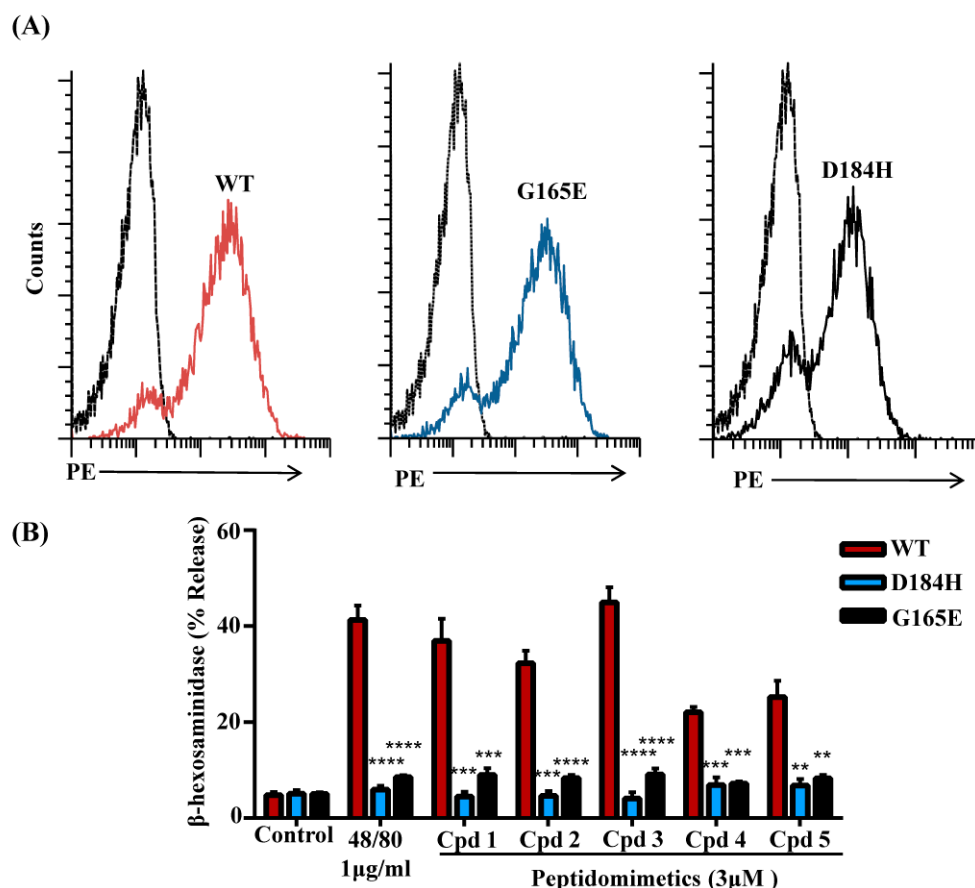 (A)
WT
G165E
D184H
Counts
PE
PE
PE
(B)
β-hexosaminidase (% Release)
60
40
20
0
WT
D184H
G165E
**** ****
*** ***
*** ****
**** ****
*** ***
** **
Control
48/80
1μg/ml
Cpd 1
Cpd 2
Cpd 3
Cpd 4
Cpd 5
Peptidomimetics (3μM )